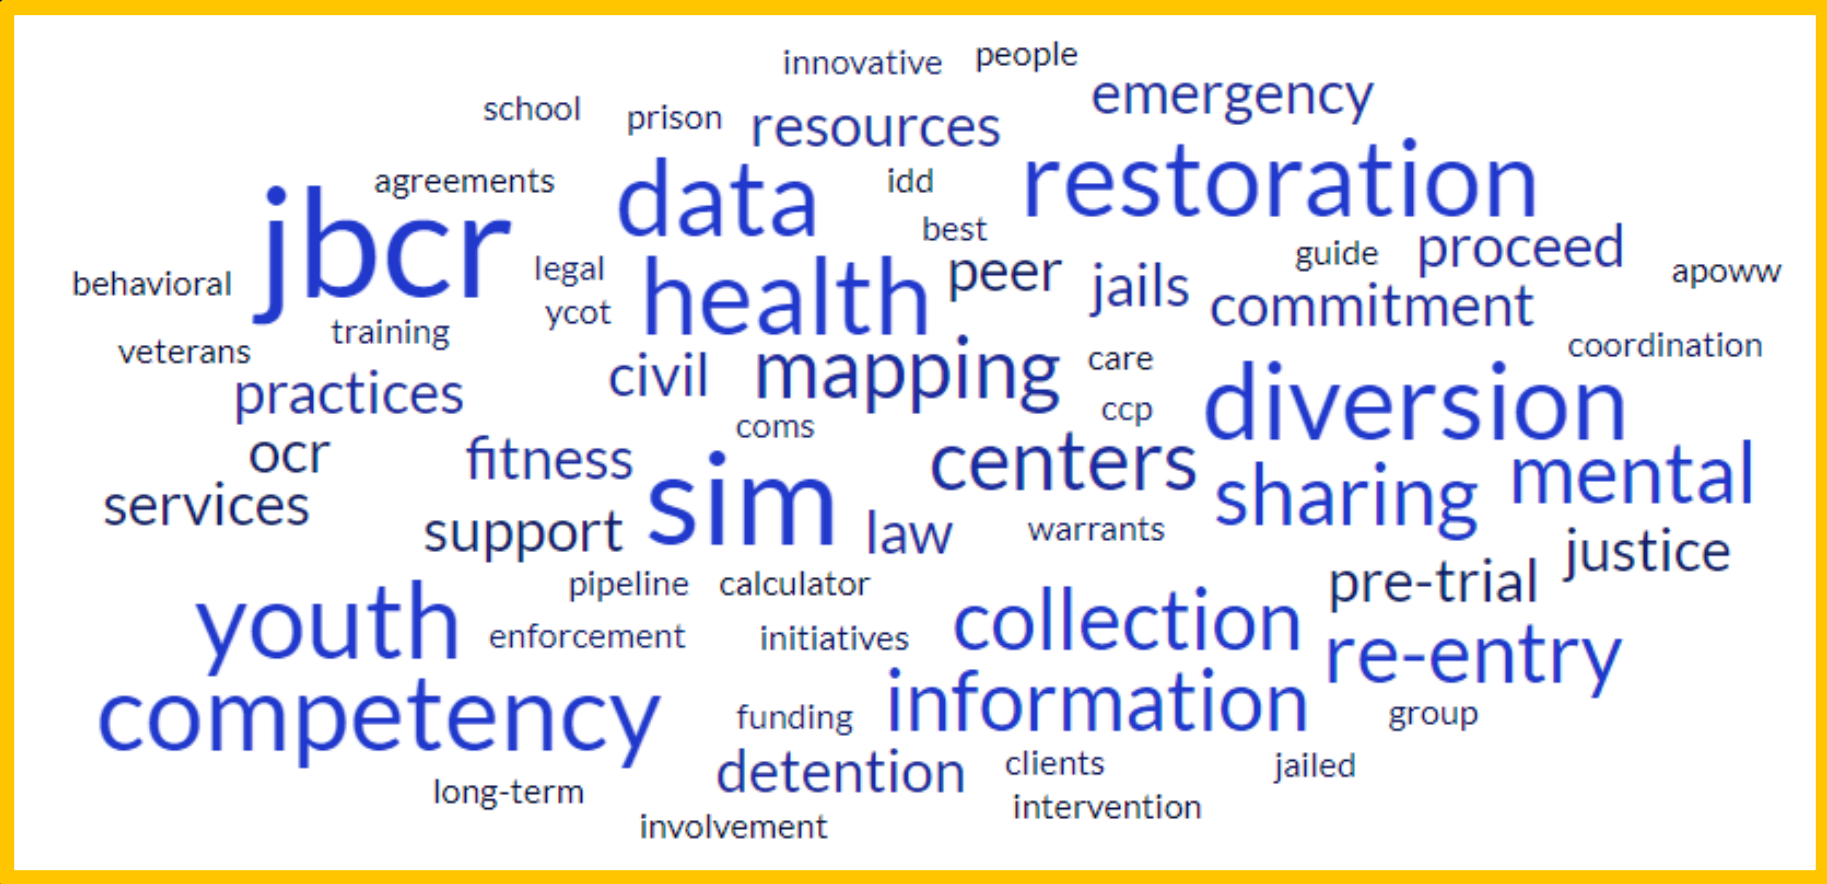 innovative
people
emergency
school
prison
resources
restoration
agreements
data
idd
jbcr
best
proceed
guide
apoww
behavioral
legal
health
peer
jails
commitment
ycot
training
veterans
coordination
practices
civil
mapping
care
diversion
ccp
coms
ocr
fitness
centers
mental
services
support
sim
law
warrants
sharing
justice
pipeline
calculator
pre-trial
youth
enforcement
initiatives
collection
re-entry
competency
funding
information
group
long-term
detention
clients
jailed
involvement
intervention